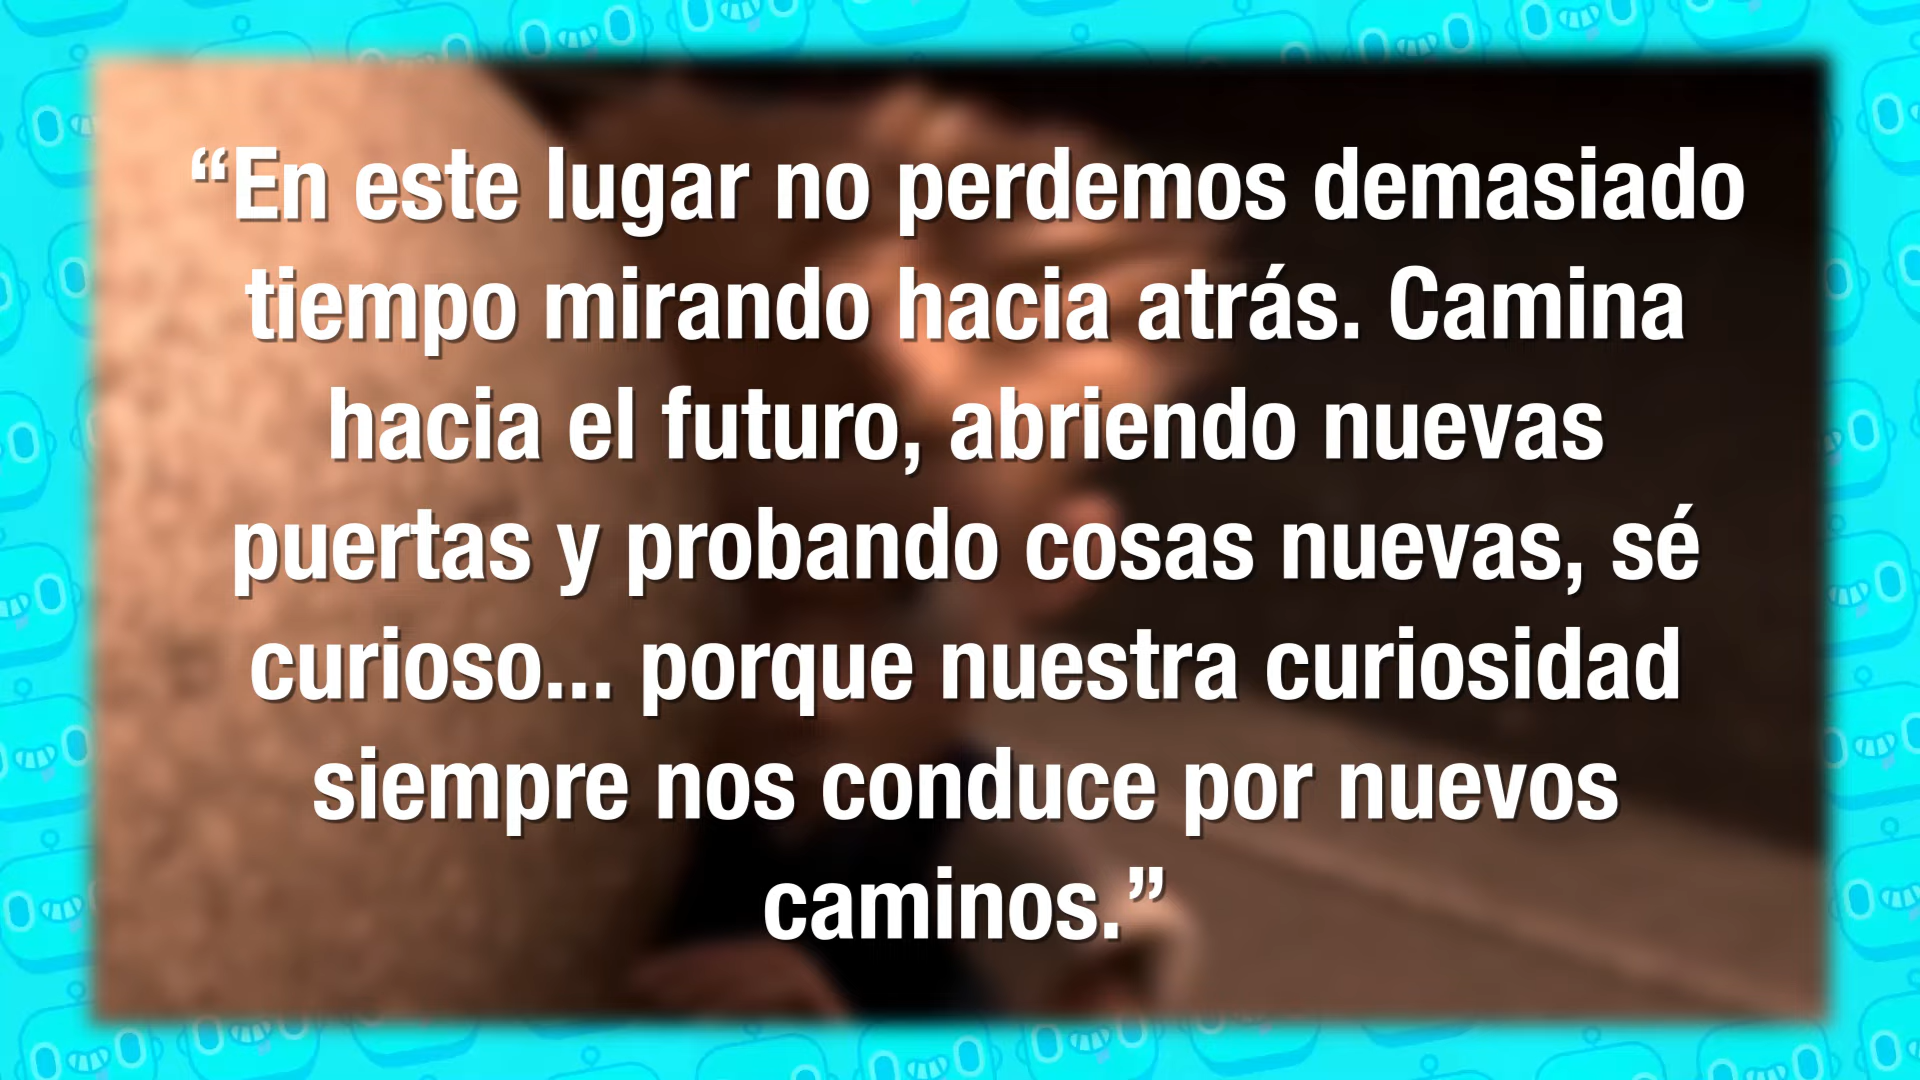 “En este lugar no perdemos demasiado
tiempo mirando hacia atrás. Camina
hacia el futuro, abriendo nuevas
puertas y probando cosas nuevas, sé
curioso... porque nuestra curiosidad
siempre nos conduce por nuevos
caminos.”